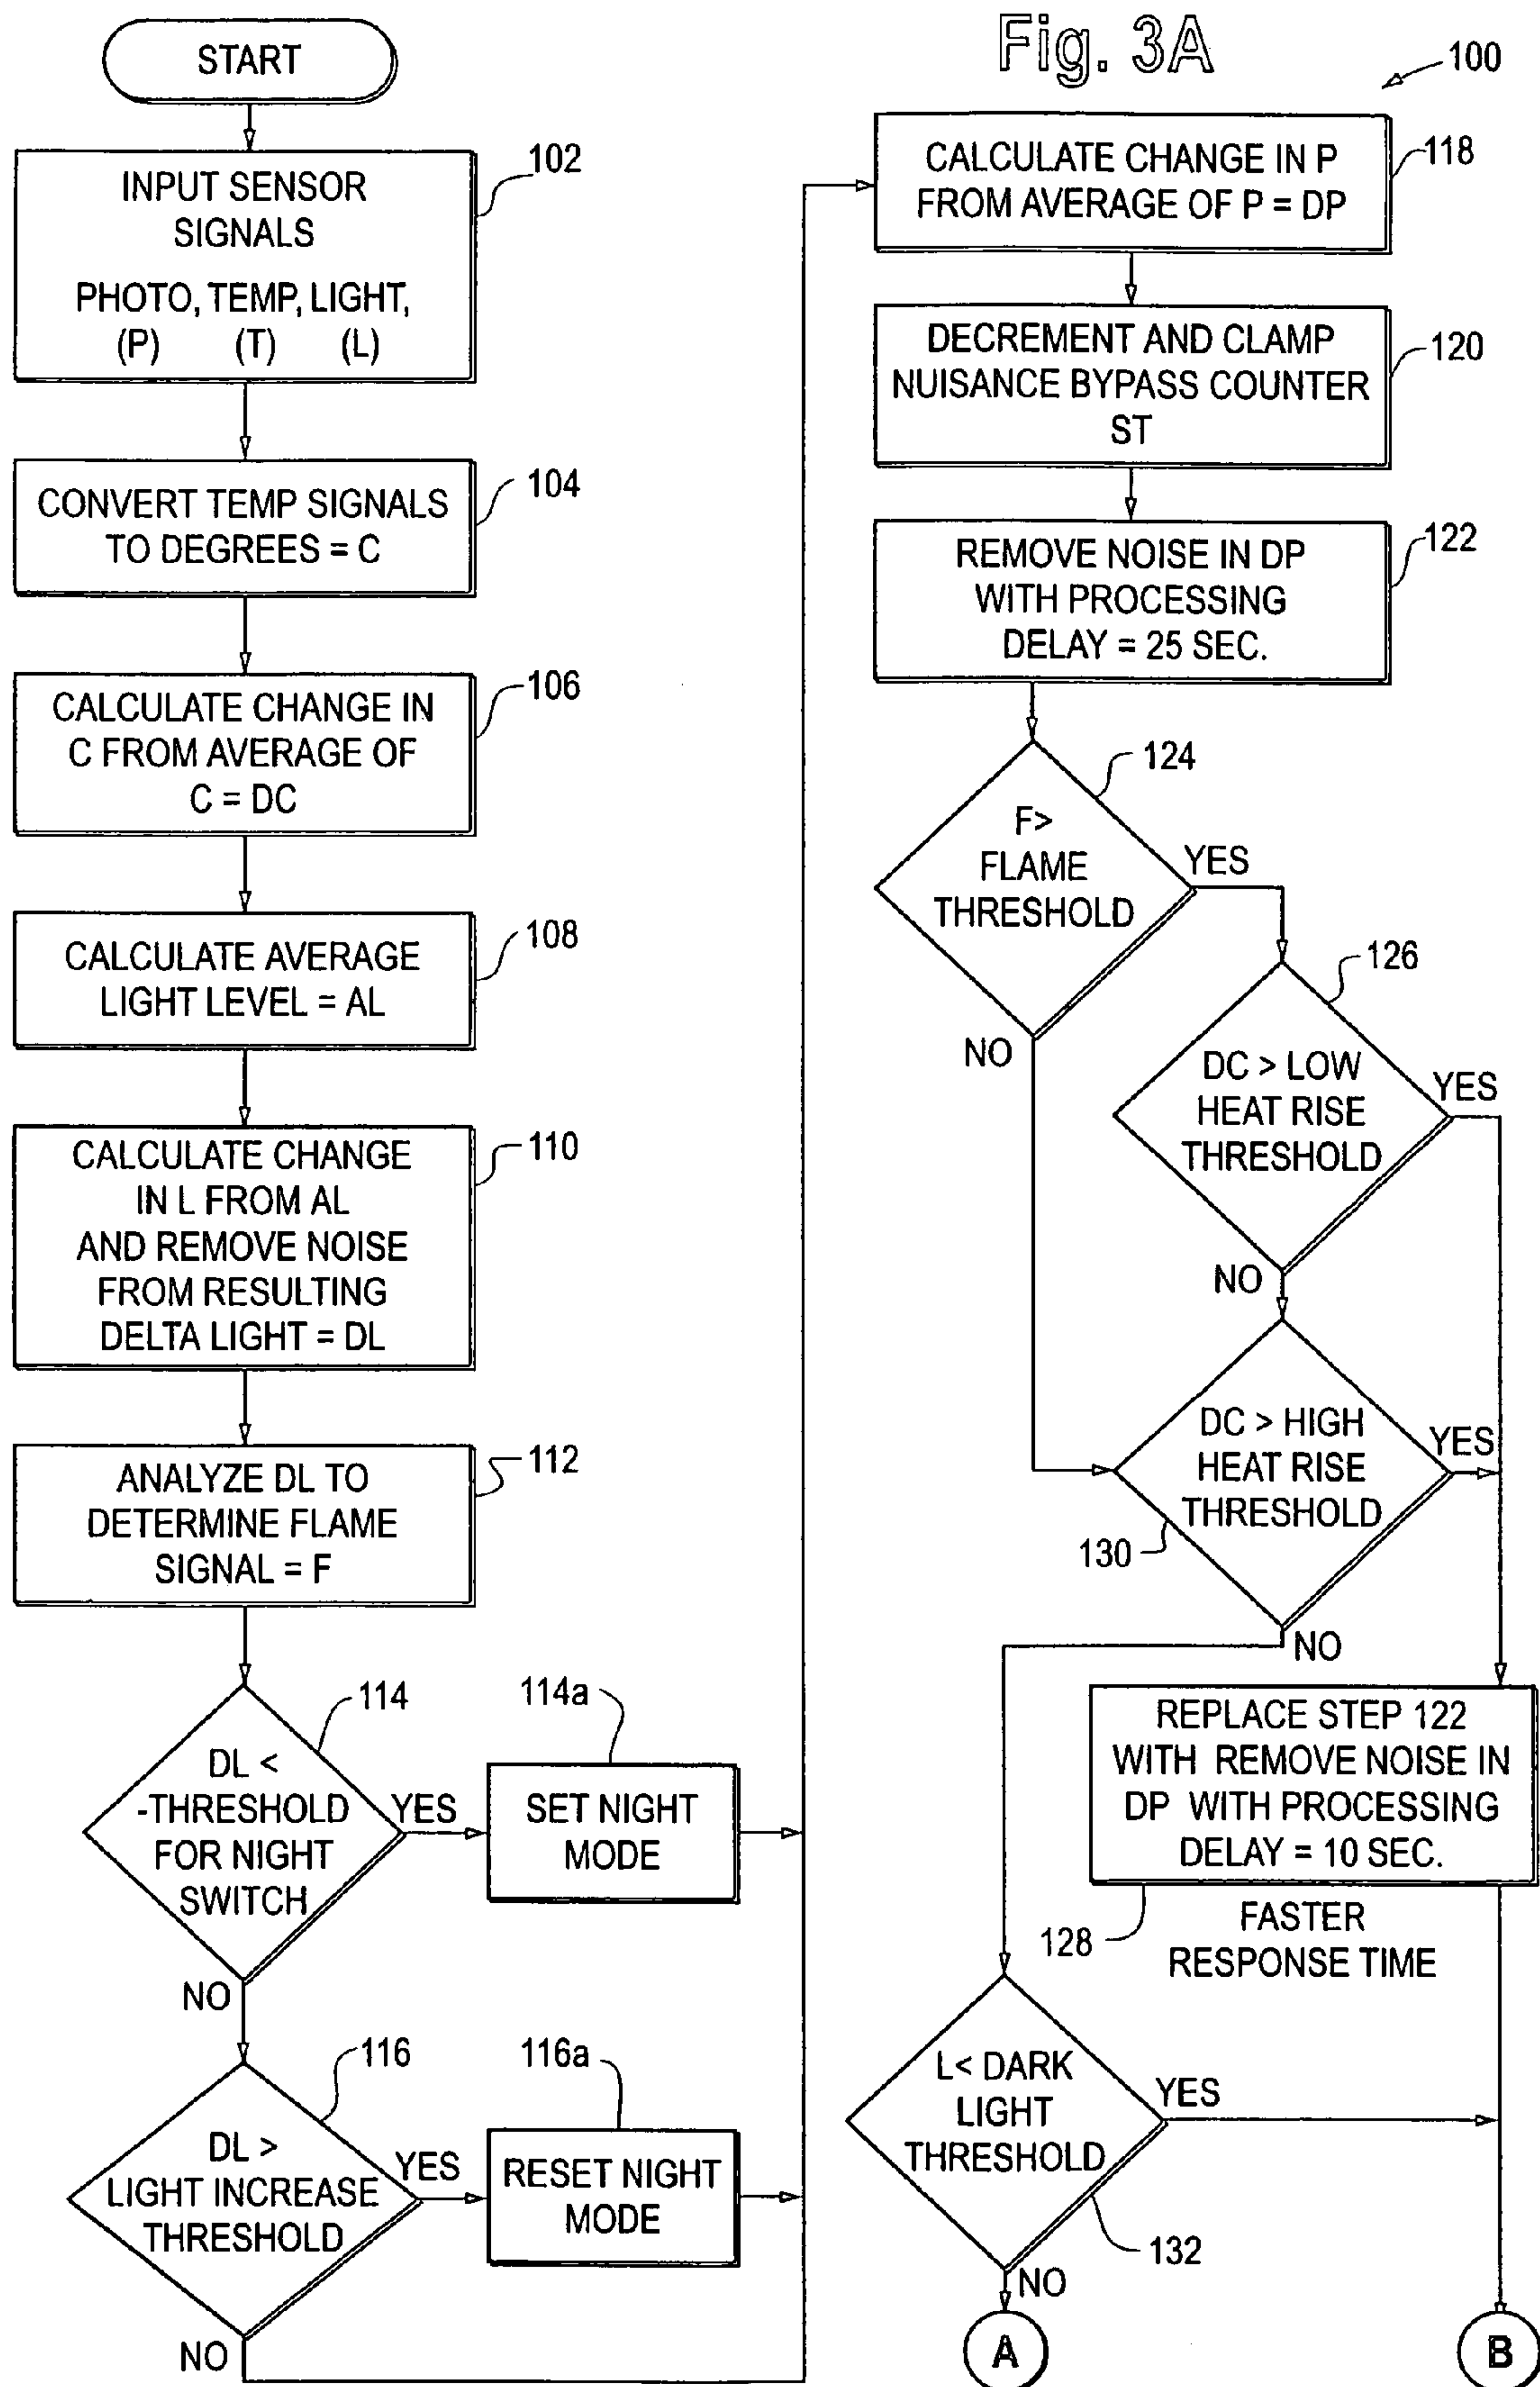 Fig. 3A
100
START
102
INPUT SENSOR
SIGNALS
PHOTO, TEMP, LIGHT,
(P) (T) (L)
104
CONVERT TEMP SIGNALS
TO DEGREES = C
106
CALCULATE CHANGE IN
C FROM AVERAGE OF
C = DC
108
CALCULATE AVERAGE
LIGHT LEVEL = AL
110
CALCULATE CHANGE
IN L FROM AL
AND REMOVE NOISE
FROM RESULTING
DELTA LIGHT = DL
112
ANALYZE DL TO
DETERMINE FLAME
SIGNAL = F
114
DL <
-THRESHOLD
FOR NIGHT
SWITCH
YES
NO
114a
SET NIGHT
MODE
116
DL >
LIGHT INCREASE
THRESHOLD
YES
NO
116a
RESET NIGHT
MODE
118
CALCULATE CHANGE IN P
FROM AVERAGE OF P = DP
120
DECREMENT AND CLAMP
NUISANCE BYPASS COUNTER
ST
122
REMOVE NOISE IN DP
WITH PROCESSING
DELAY = 25 SEC.
124
F>
FLAME
THRESHOLD
YES
NO
126
DC > LOW
HEAT RISE
THRESHOLD
YES
NO
DC > HIGH
HEAT RISE
THRESHOLD
YES
130
NO
REPLACE STEP 122
WITH REMOVE NOISE IN
DP WITH PROCESSING
DELAY = 10 SEC.
128
FASTER
RESPONSE TIME
L< DARK
LIGHT
THRESHOLD
YES
132
NO
A
B